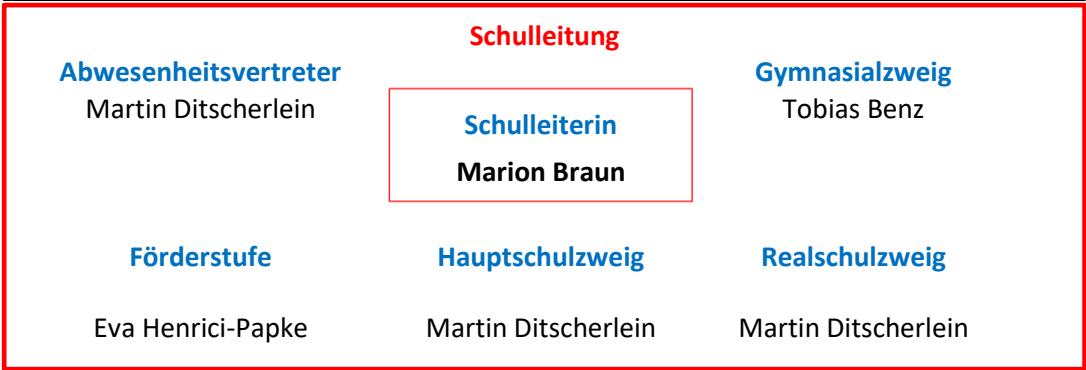 Schulleitung
Abwesenheitsvertreter
Martin Ditscherlein
Gymnasialzweig
Tobias Benz
Schulleiterin
Marion Braun
Förderstufe
Eva Henrici-Papke
Hauptschulzweig
Martin Ditscherlein
Realschulzweig
Martin Ditscherlein